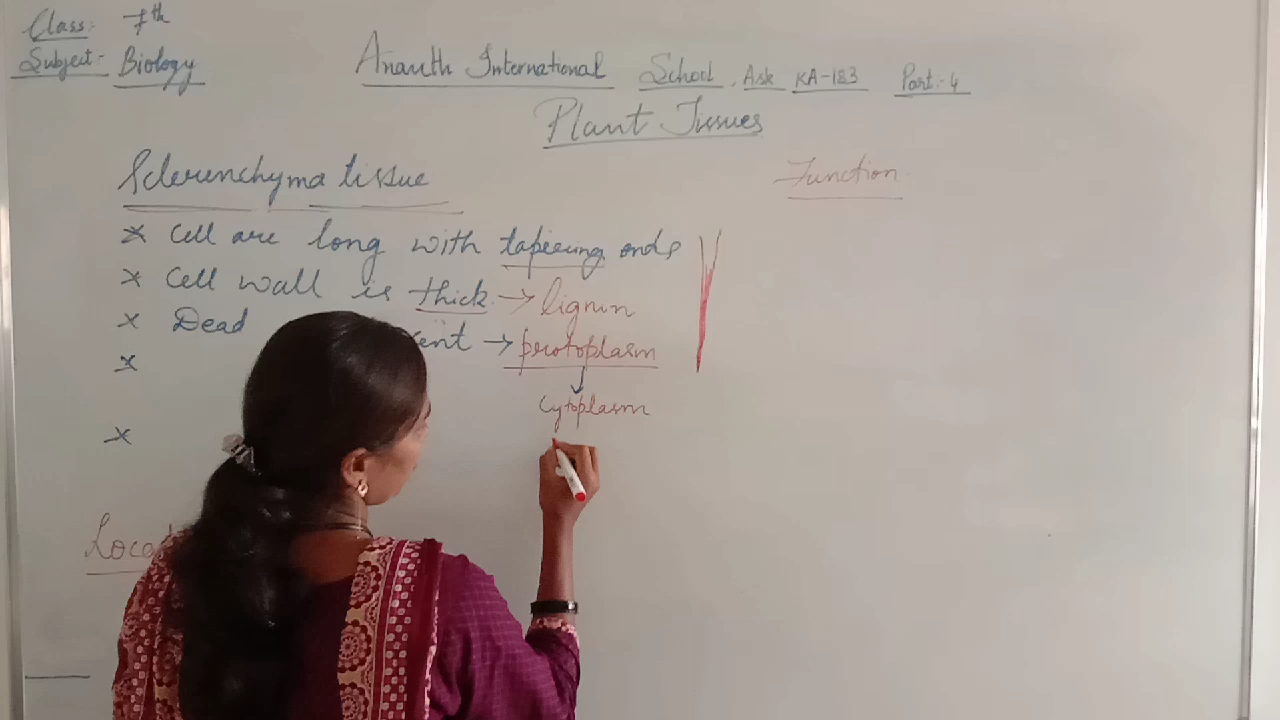 Class:- 7th
Subject:- Biology
Ananth International School, Ask KA-183 Part:-4
Plant Tissues
Sclerenchyma tissue
Function
x Cell are long with tapering ends
x Cell wall is thick → lignin
x Dead → protoplasm
x
Cytoplasm
x